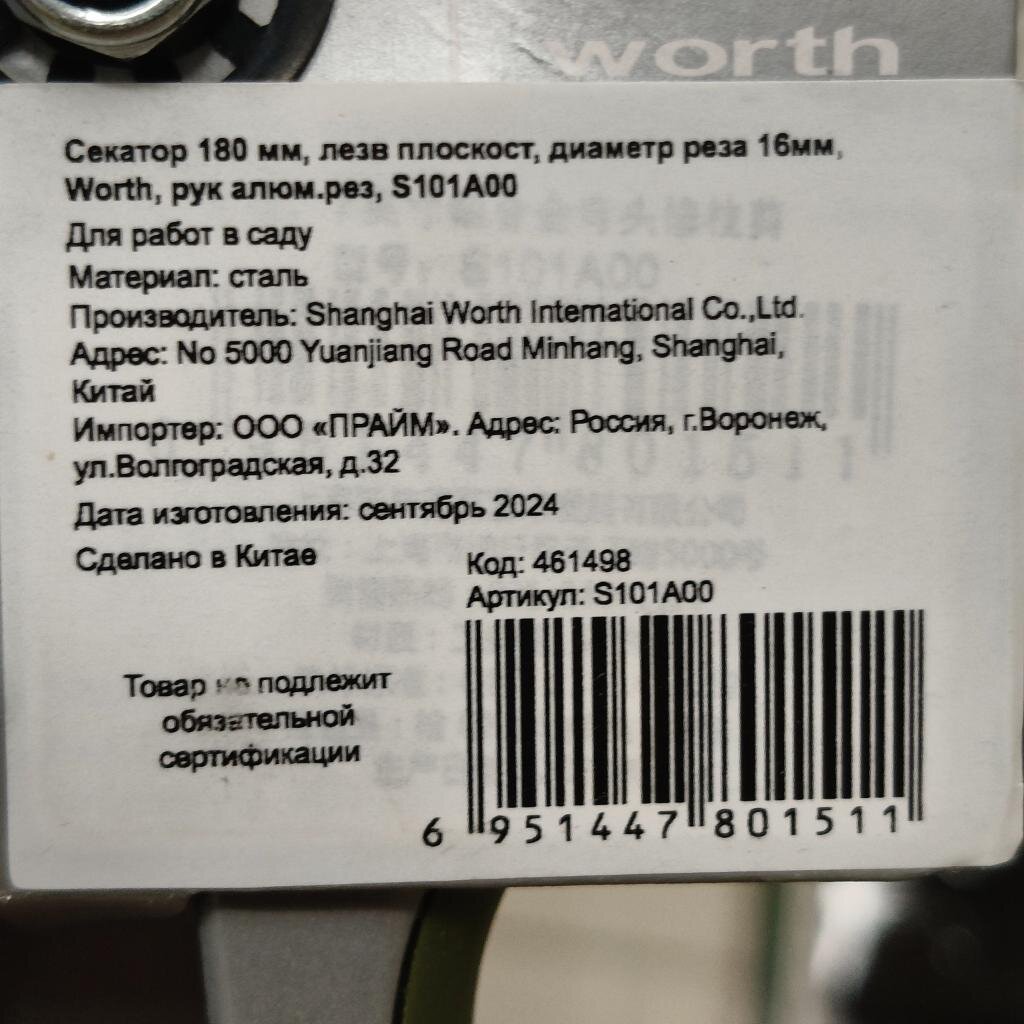 worth
Секатор 180 мм, лезв плоскост, диаметр реза 16мм,
Worth, рук алюм.рез, S101A00
Для работ в саду
Материал: сталь
Производитель: Shanghai Worth International Co.,Ltd.
Адрес: No 5000 Yuanjiang Road Minhang, Shanghai,
Китай
Импортер: ООО «ПРАЙМ». Адрес: Россия, г.Воронеж,
ул.Волгоградская, д.32
Дата изготовления: сентябрь 2024
Сделано в Китае
Код: 461498
Артикул: S101A00
Товар не подлежит
обязательной
сертификации
6 951447 801511